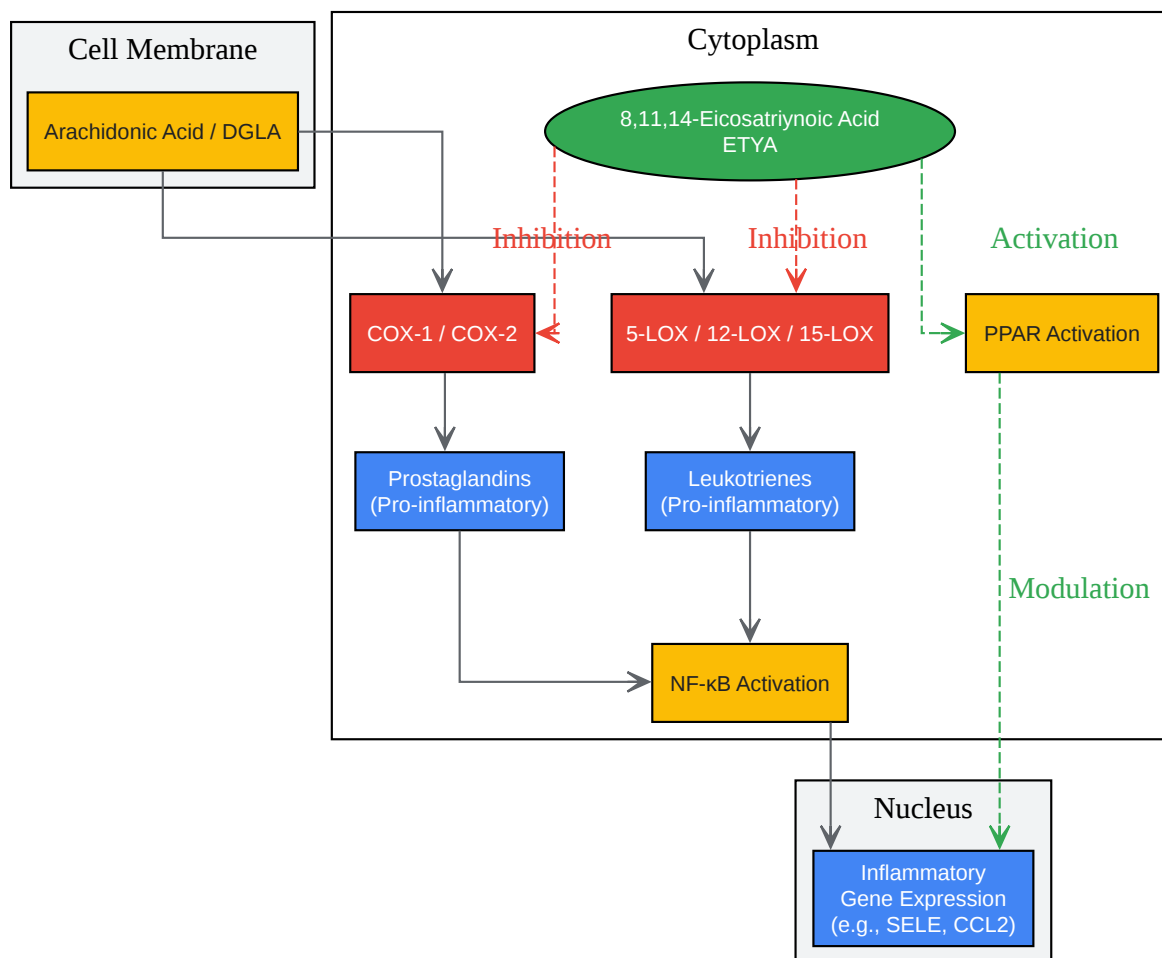 Cell Membrane
Arachidonic Acid / DGLA
Cytoplasm
8,11,14-Eicosatriynoic Acid
ETYA
Inhibition
Inhibition
Activation
COX-1 / COX-2
5-LOX / 12-LOX / 15-LOX
PPAR Activation
Prostaglandins
(Pro-inflammatory)
Leukotrienes
(Pro-inflammatory)
Modulation
NF-κB Activation
Nucleus
Inflammatory
Gene Expression
(e.g., SELE, CCL2)